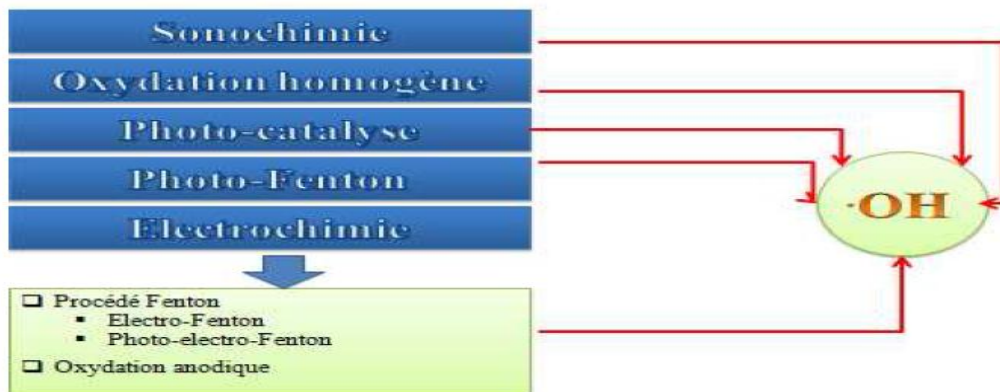 Sonochimie
Oxydation homogène
Photo-catalyse
Photo-Fenton
Electrochimie
·OH
❑ Procédé Fenton
▪ Electro-Fenton
▪ Photo-electro-Fenton
❑ Oxydation anodique